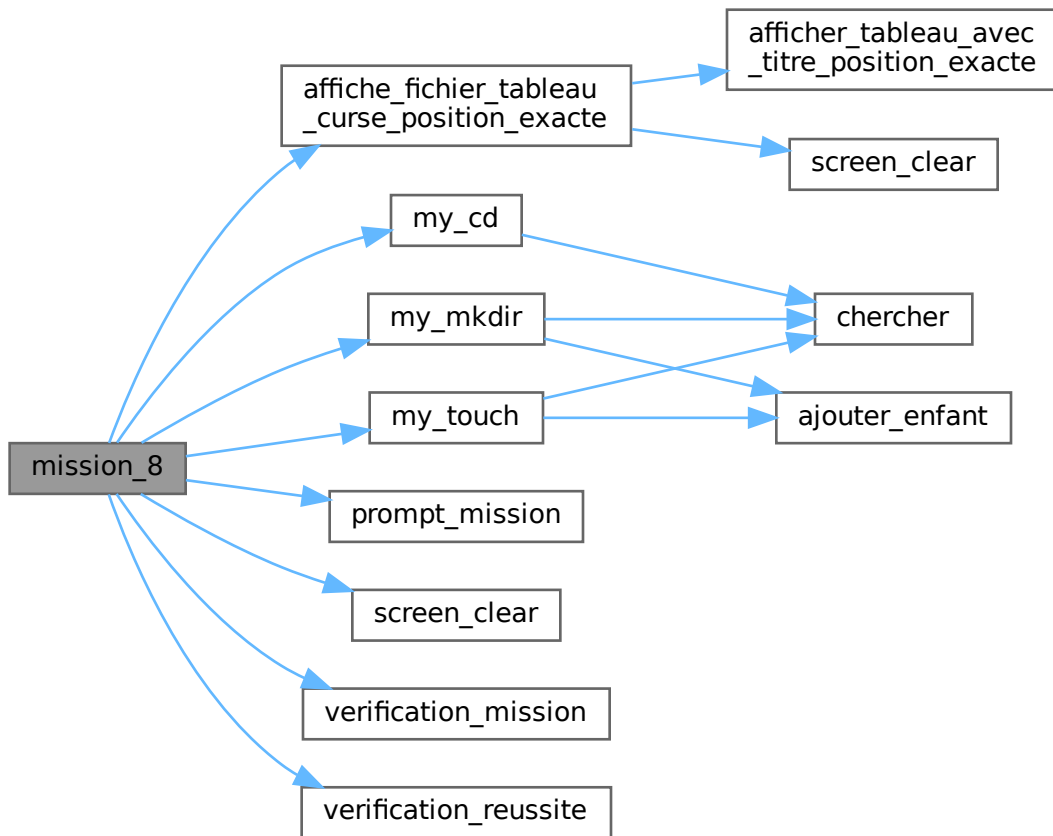 mission_8
affiche_fichier_tableau
_curse_position_exacte
afficher_tableau_avec
_titre_position_exacte
screen_clear
my_cd
chercher
my_mkdir
ajouter_enfant
my_touch
prompt_mission
screen_clear
verification_mission
verification_reussite